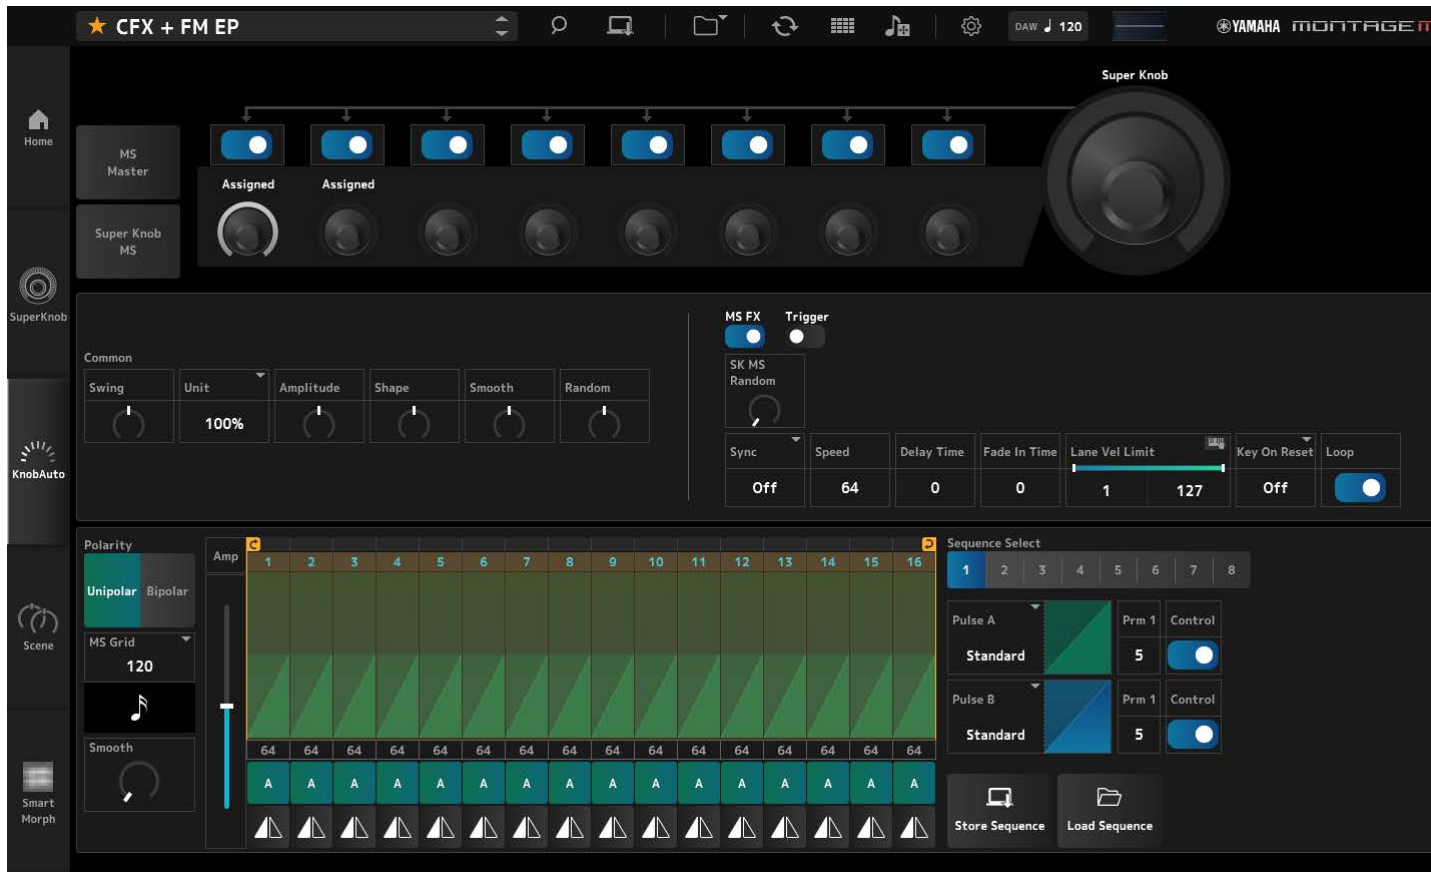 CFX + FM EP
DAW 120
YAMAHA MONTAGE M
Home
SuperKnob
KnobAuto
Scene
Smart
Morph
Super Knob
MS
Master
Super Knob
MS
Assigned Assigned
Common
Swing Unit Amplitude Shape Smooth Random
100%
MS FX Trigger
SK MS
Random
Sync Speed Delay Time Fade In Time Lane Vel Limit Key On Reset Loop
Off 64 0 0 1 127 Off
Polarity
Unipolar Bipolar
MS Grid
120
Smooth
Amp
1 2 3 4 5 6 7 8 9 10 11 12 13 14 15 16
64 64 64 64 64 64 64 64 64 64 64 64 64 64 64 64
A A A A A A A A A A A A A A A A
Sequence Select
1 2 3 4 5 6 7 8
Pulse A Prm 1 Control
Standard 5
Pulse B Prm 1 Control
Standard 5
Store Sequence Load Sequence